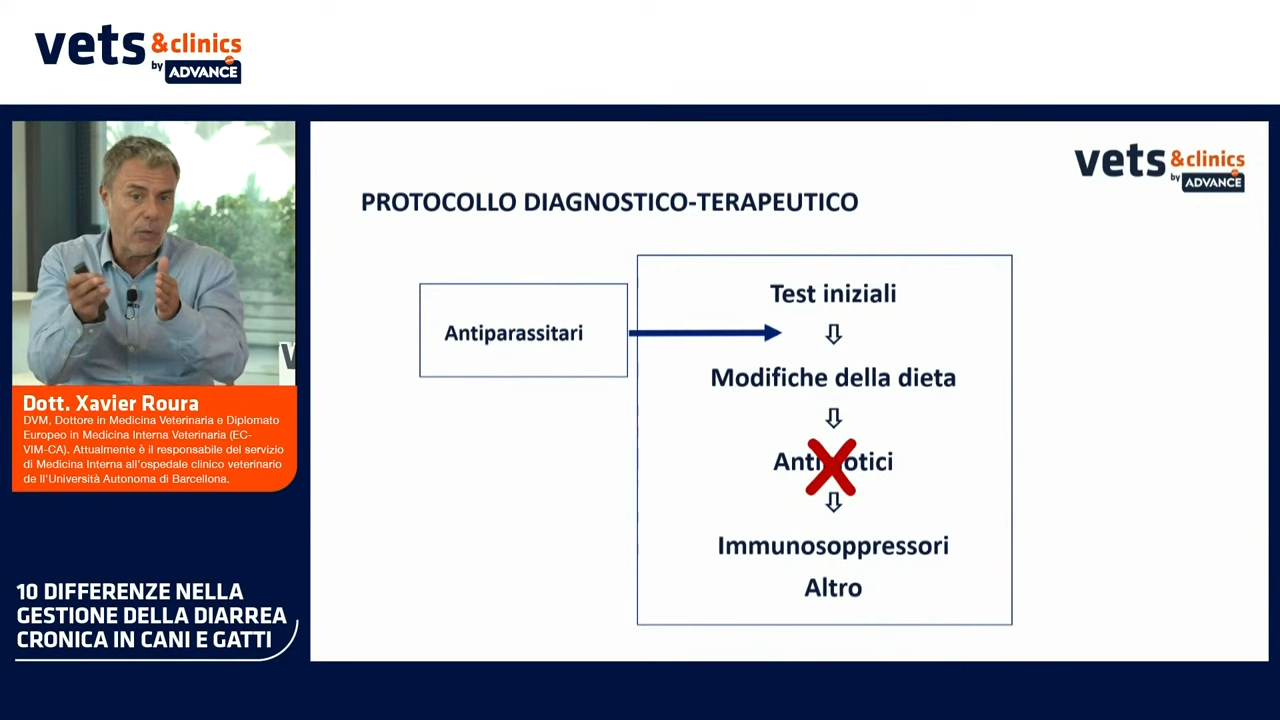 vets &clinics
by ADVANCE
vets &clinics
by ADVANCE
PROTOCOLLO DIAGNOSTICO-TERAPEUTICO
Antiparassitari
Test iniziali
Modifiche della dieta
Immunosoppressori
Altro
Dott. Xavier Roura
DVM, Dottore in Medicina Veterinaria e Diplomato
Europeo in Medicina Interna Veterinaria (EC-
VIM-CA). Attualmente è il responsabile del servizio
di Medicina Interna all'ospedale clinico veterinario
de ll'Università Autonoma di Barcellona.
10 DIFFERENZE NELLA
GESTIONE DELLA DIARREA
CRONICA IN CANI E GATTI